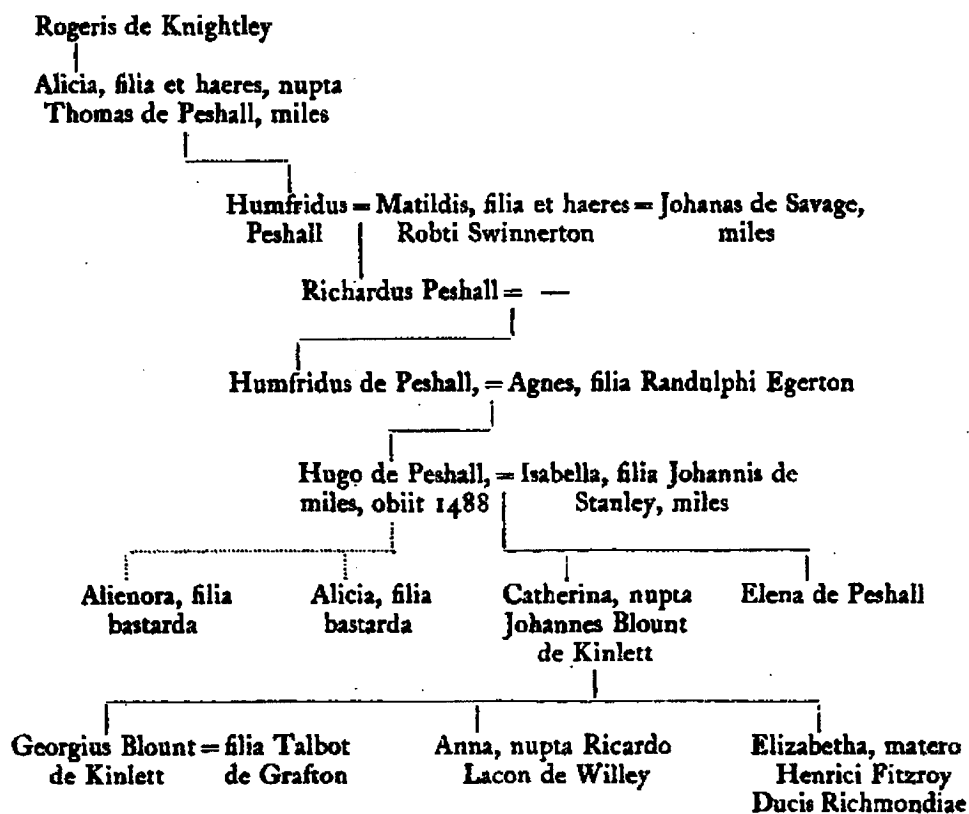 Rogeris de Knightley
Alicia, filia et haeres, nupta
Thomas de Peshall, miles
Humfridus = Matildis, filia et haeres = Johanas de Savage,
Peshall Robti Swinnerton miles
Richardus Peshall = —
Humfridus de Peshall, = Agnes, filia Randulphi Egerton
Hugo de Peshall, = Isabella, filia Johannis de
miles, obiit 1488 Stanley, miles
Alienora, filia Alicia, filia Catherina, nupta Elena de Peshall
bastarda bastarda Johannes Blount
de Kinlett
Georgius Blount = filia Talbot Anna, nupta Ricardo Elizabetha, matero
de Kinlett de Grafton Lacon de Willey Henrici Fitzroy
Ducis Richmondiae